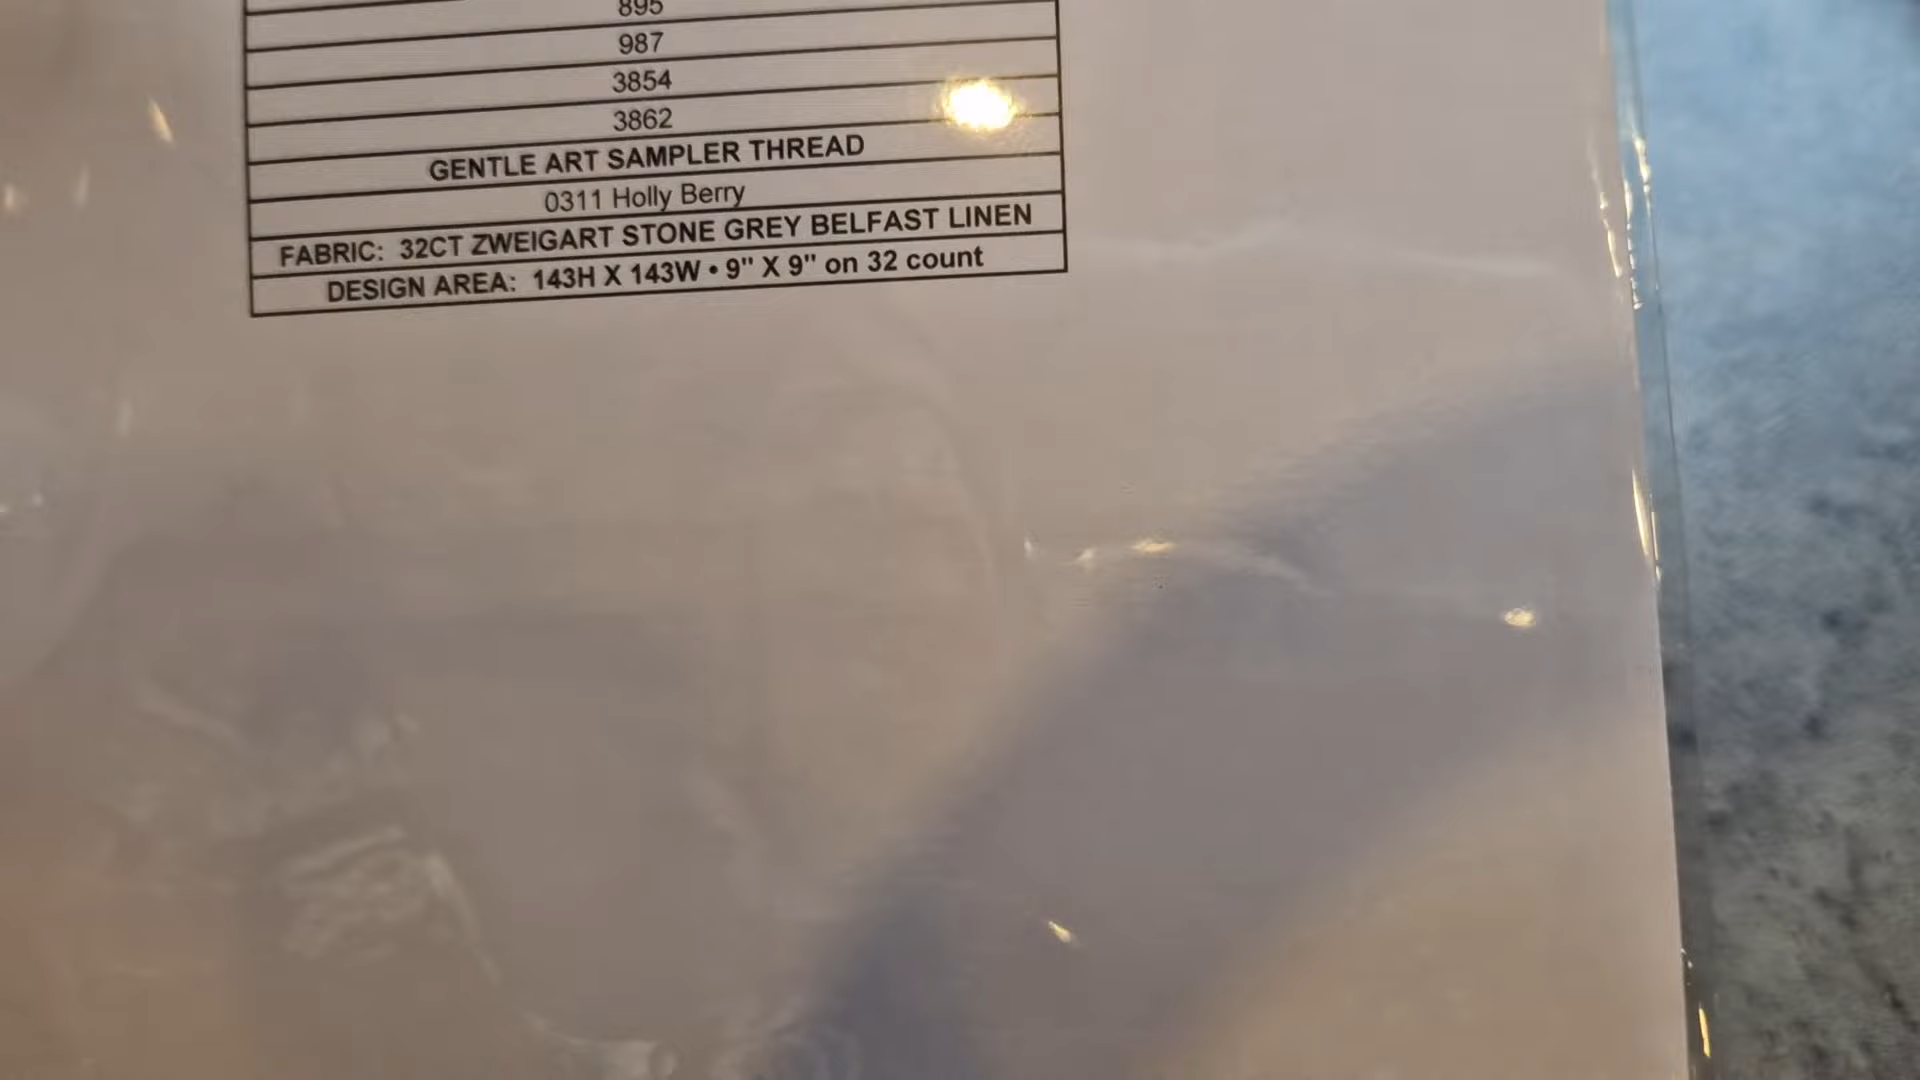 895
987
3854
3862
GENTLE ART SAMPLER THREAD
0311 Holly Berry
FABRIC: 32CT ZWEIGART STONE GREY BELFAST LINEN
DESIGN AREA: 143H X 143W • 9" X 9" on 32 count